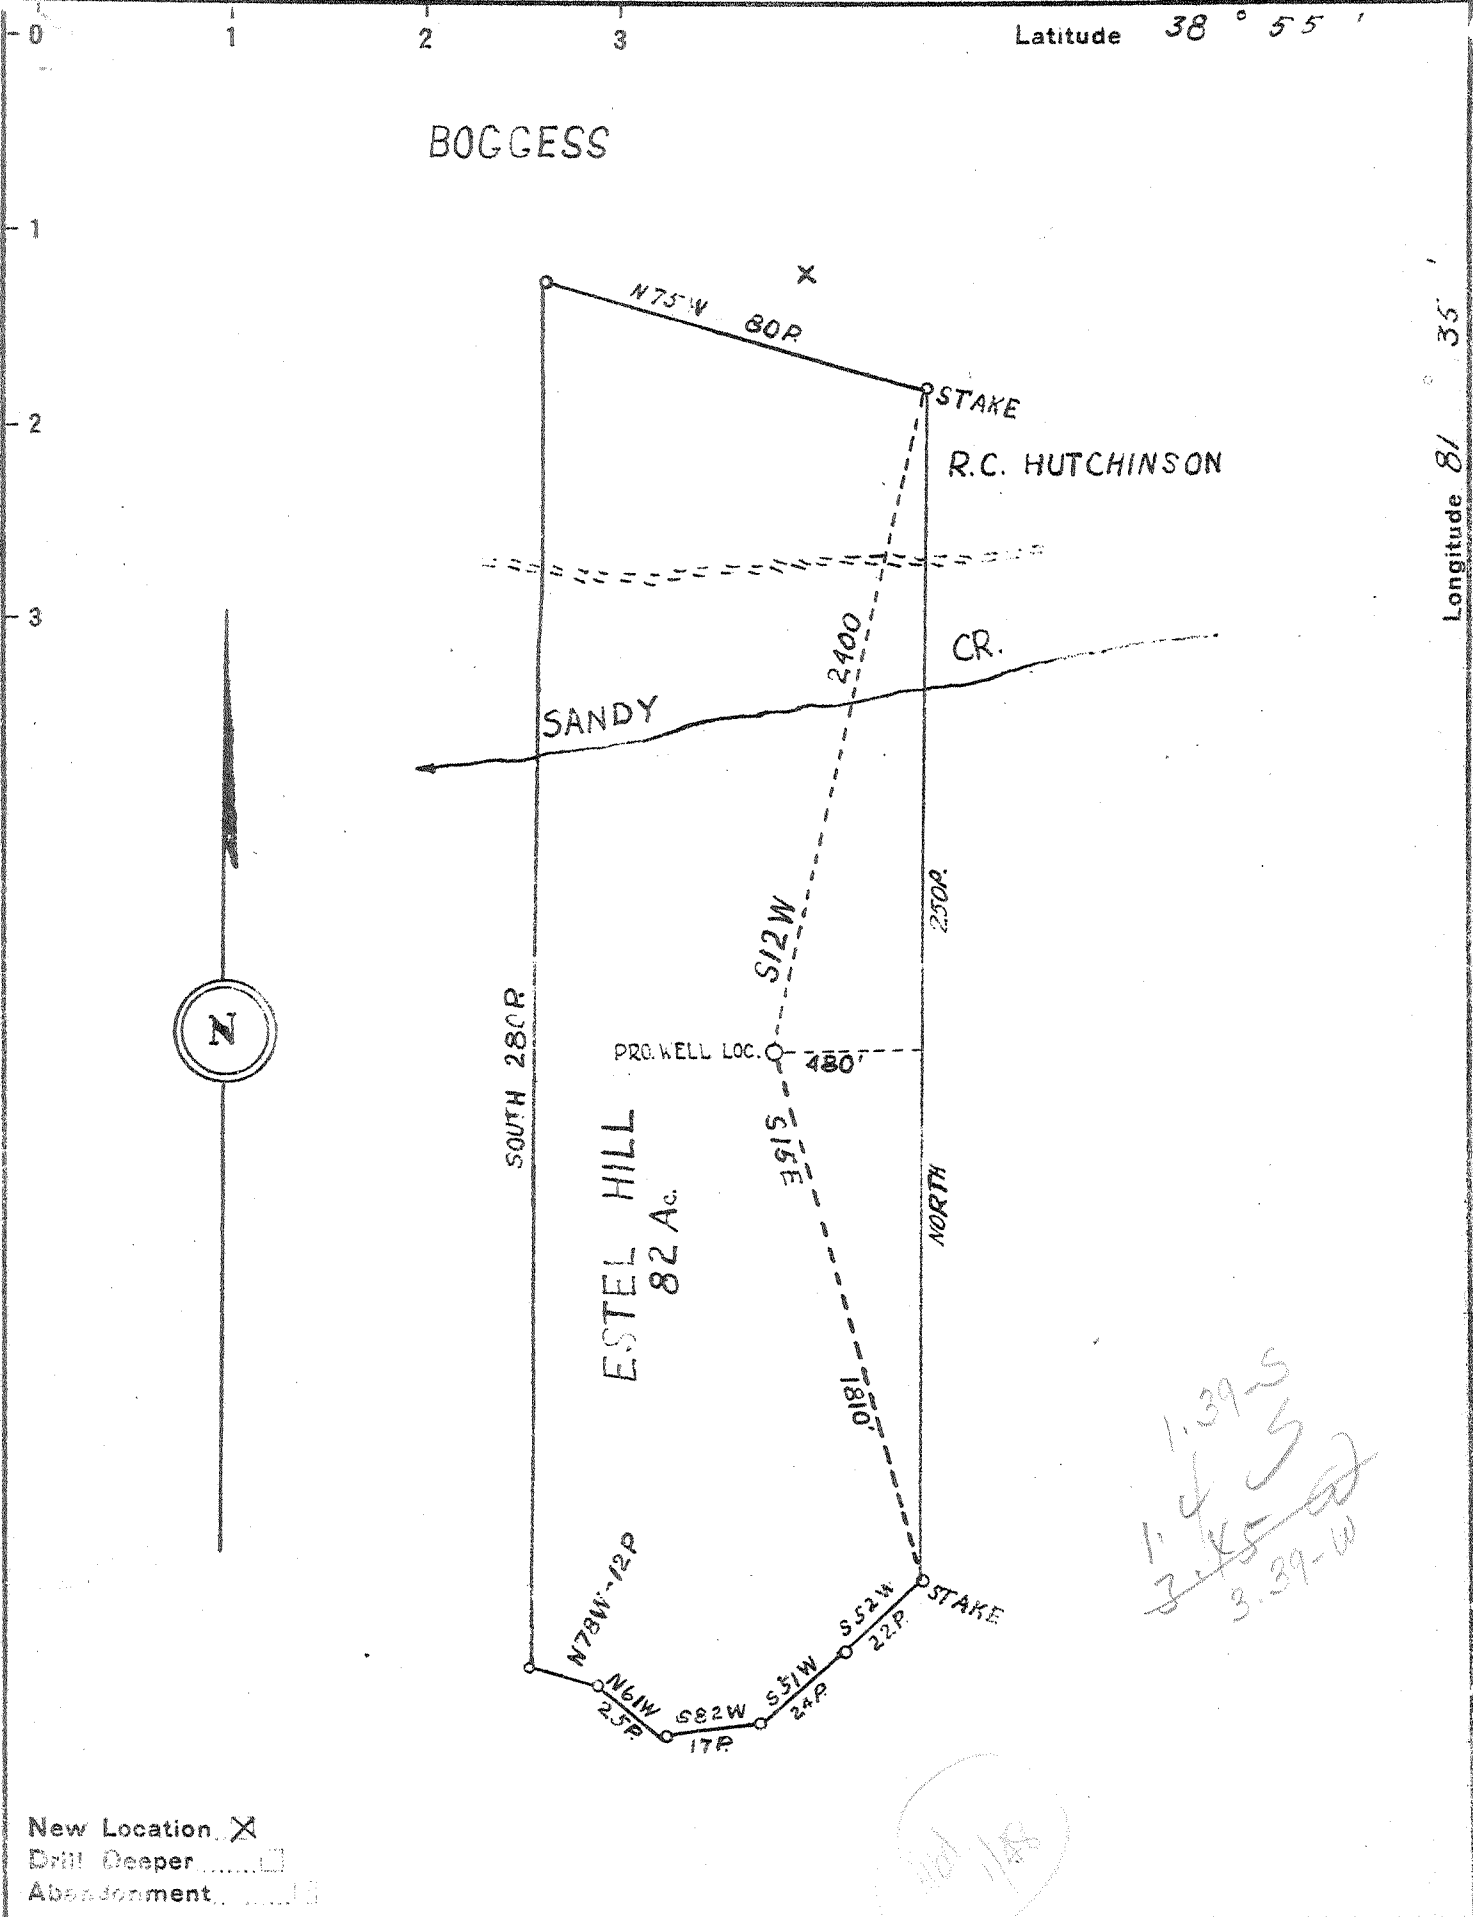 0 1 2 3 Latitude 38 ° 55 '
BOGGESS
1
N75W 80P.
STAKE
2
R.C. HUTCHINSON
Longitude 81 ° 35 '
3
2400
CR.
SANDY
250P.
S12W
N
SOUTH 280P.
PRO. WELL LOC.
480'
S15E
ESTEL HILL
82 Ac.
NORTH
1810'
1.39-S
3.39-W
N78W-12P
STAKE
S52W
22P.
S51W
24P.
N61W
25P.
S82W
17P.
New Location X
Drill Deeper
Abandonment